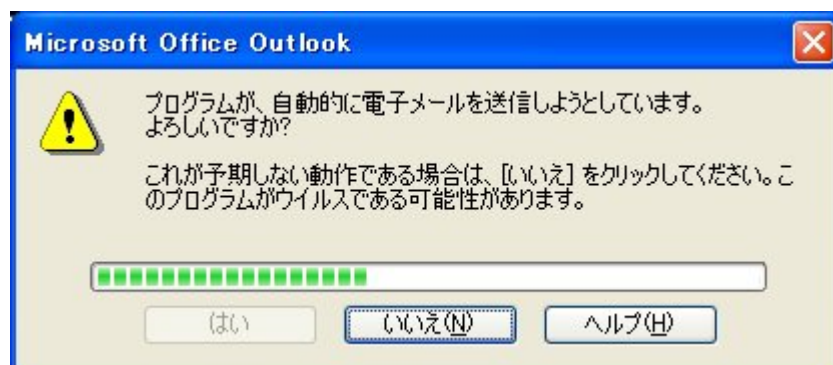 Microsoft Office Outlook
プログラムが、自動的に電子メールを送信しようとしています。
よろしいですか?
これが予期しない動作である場合は、[いいえ] をクリックしてください。こ
のプログラムがウイルスである可能性があります。
はい
いいえ(N)
ヘルプ(H)